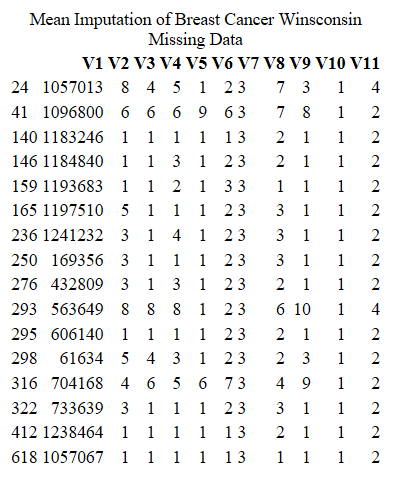 Mean Imputation of Breast Cancer Winsconsin
Missing Data
V1 V2 V3 V4 V5 V6 V7 V8 V9 V10 V11
24 1057013 8 4 5 1 2 3 7 3 1 4
41 1096800 6 6 6 9 6 3 7 8 1 2
140 1183246 1 1 1 1 1 3 2 1 1 2
146 1184840 1 1 3 1 2 3 2 1 1 2
159 1193683 1 1 2 1 3 3 1 1 1 2
165 1197510 5 1 1 1 2 3 3 1 1 2
236 1241232 3 1 4 1 2 3 3 1 1 2
250 169356 3 1 1 1 2 3 3 1 1 2
276 432809 3 1 3 1 2 3 2 1 1 2
293 563649 8 8 8 1 2 3 6 10 1 4
295 606140 1 1 1 1 2 3 2 1 1 2
298 61634 5 4 3 1 2 3 2 3 1 2
316 704168 4 6 5 6 7 3 4 9 1 2
322 733639 3 1 1 1 2 3 3 1 1 2
412 1238464 1 1 1 1 1 3 2 1 1 2
618 1057067 1 1 1 1 1 3 1 1 1 2